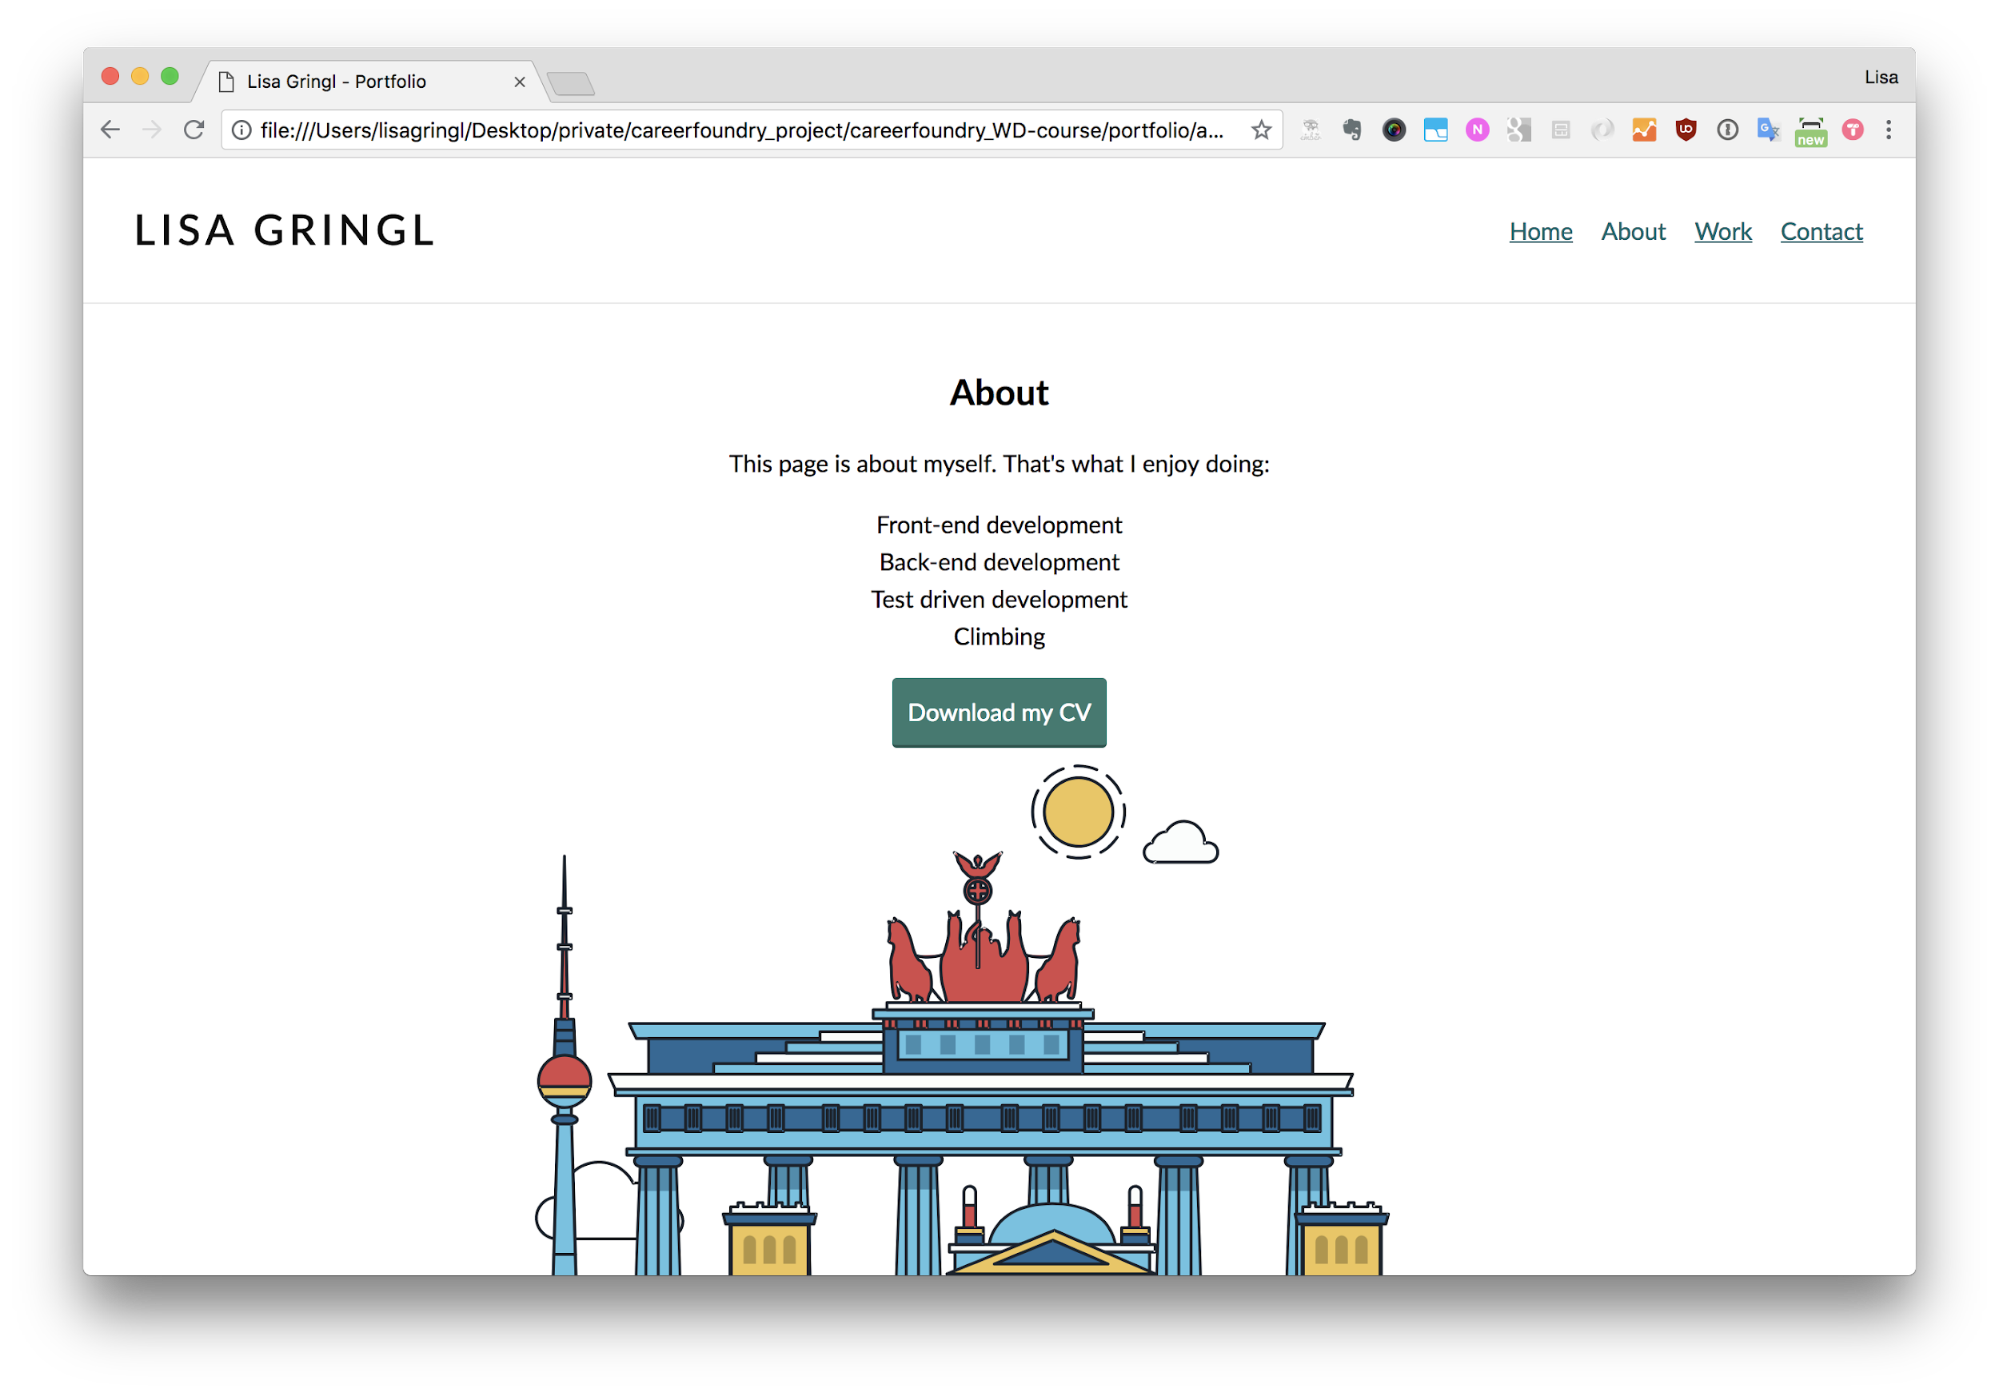 Lisa Gringl - Portfolio
Lisa
file:///Users/lisagringl/Desktop/private/careerfoundry_project/careerfoundry_WD-course/portfolio/a...
N
new
LISA GRINGL
Home About Work Contact
About
This page is about myself. That's what I enjoy doing:
Front-end development
Back-end development
Test driven development
Climbing
Download my CV